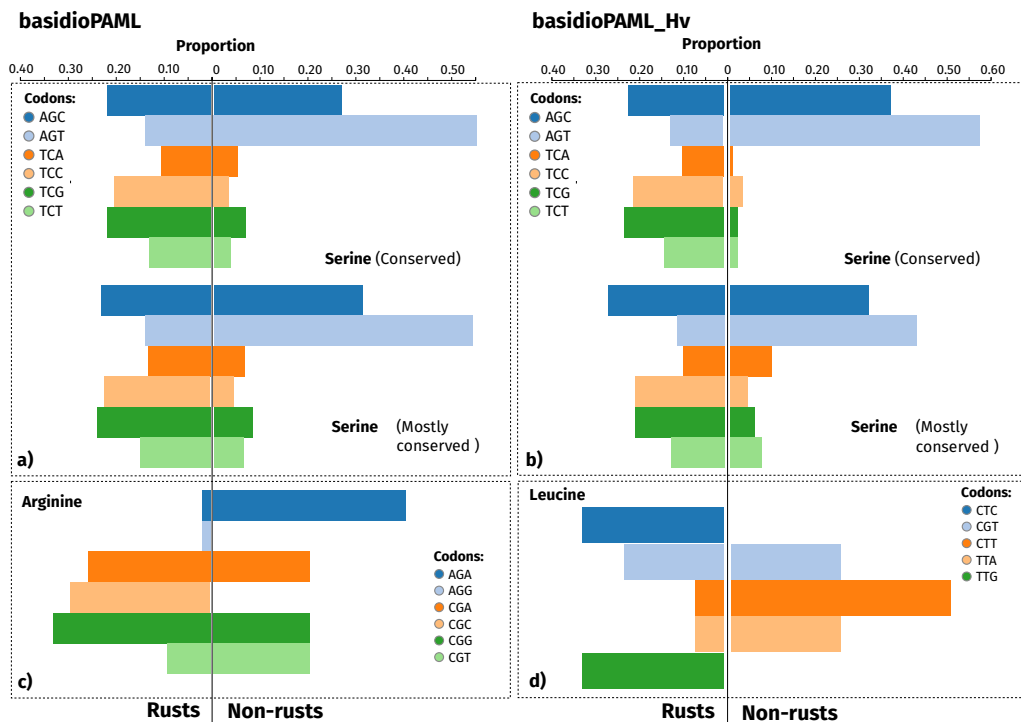 basidioPAML
basidioPAML_Hv
Proportion
Proportion
0.40 0.30 0.20 0.10 0 0.10 0.20 0.30 0.40 0.50
0.40 0.30 0.20 0.10 0 0.10 0.20 0.30 0.40 0.50 0.60
Codons:
AGC
AGT
TCA
TCC
TCG
TCT
Serine (Conserved)
Serine (Mostly
conserved )
a)
Codons:
AGC
AGT
TCA
TCC
TCG
TCT
Serine (Conserved)
Serine (Mostly
conserved )
b)
Arginine
Codons:
AGA
AGG
CGA
CGC
CGG
CGT
c)
Leucine
Codons:
CTC
CGT
CTT
TTA
TTG
d)
Rusts Non-rusts
Rusts Non-rusts